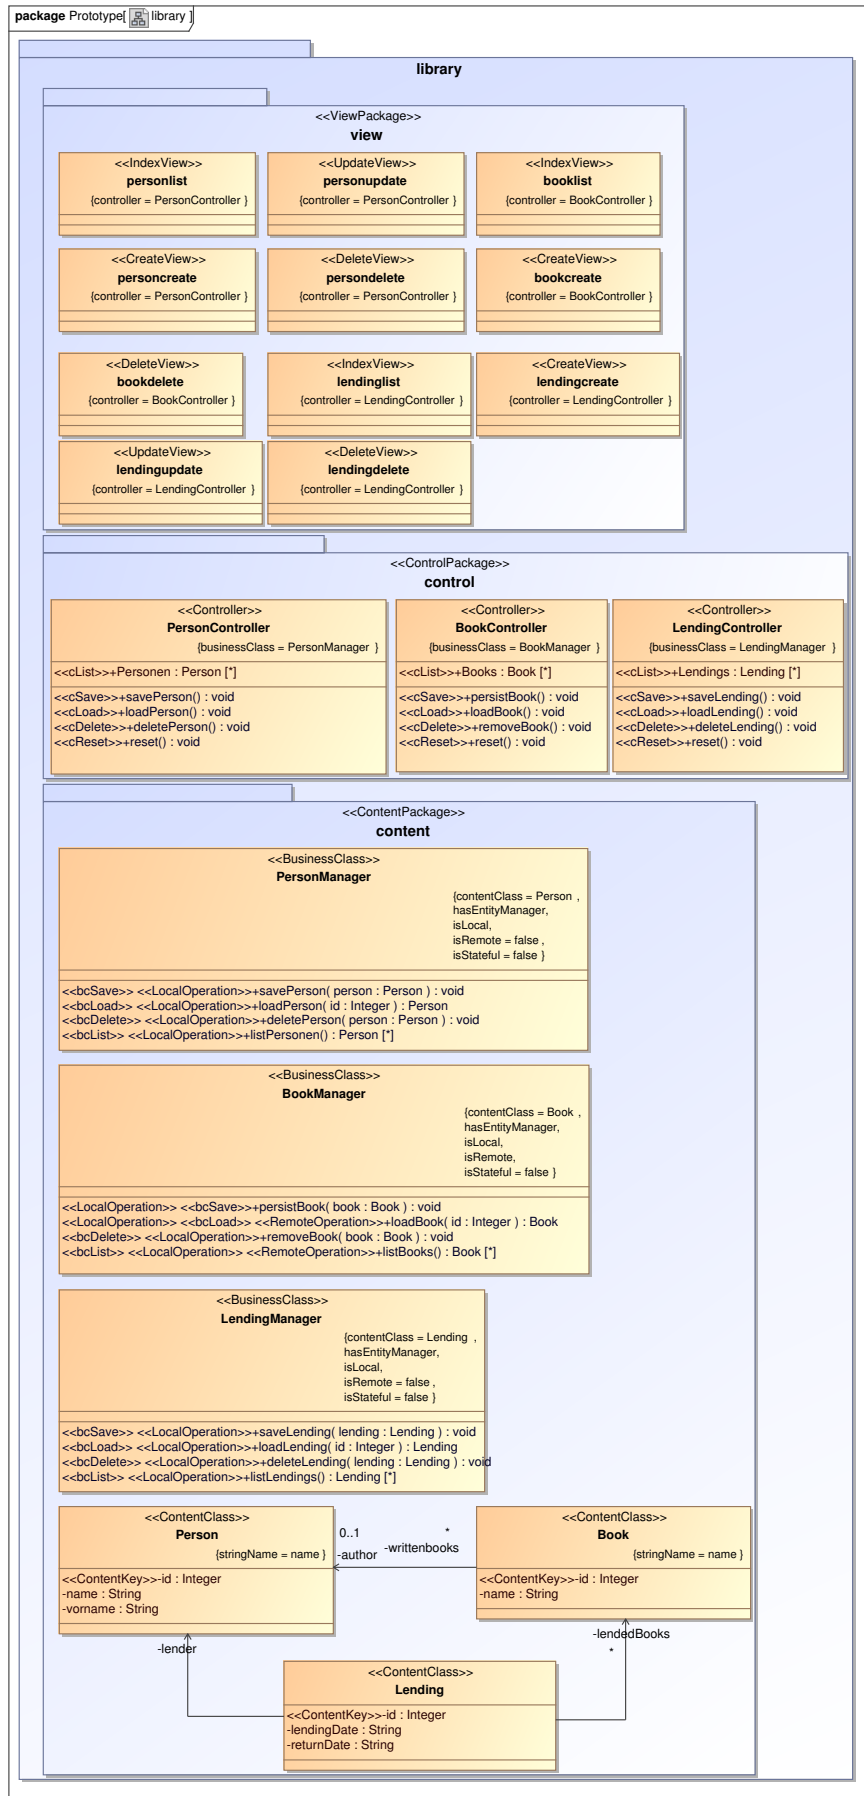 package Prototype[ library ]
library
<<ViewPackage>>
view
<<IndexView>>
personlist
{controller = PersonController }
<<UpdateView>>
personupdate
{controller = PersonController }
<<IndexView>>
booklist
{controller = BookController }
<<CreateView>>
personcreate
{controller = PersonController }
<<DeleteView>>
persondelete
{controller = PersonController }
<<CreateView>>
bookcreate
{controller = BookController }
<<DeleteView>>
bookdelete
{controller = BookController }
<<IndexView>>
lendinglist
{controller = LendingController }
<<CreateView>>
lendingcreate
{controller = LendingController }
<<UpdateView>>
lendingupdate
{controller = LendingController }
<<DeleteView>>
lendingdelete
{controller = LendingController }
<<ControlPackage>>
control
<<Controller>>
PersonController
{businessClass = PersonManager }
<<cList>>+Personen : Person [*]
<<cSave>>+savePerson() : void
<<cLoad>>+loadPerson() : void
<<cDelete>>+deletePerson() : void
<<cReset>>+reset() : void
<<Controller>>
BookController
{businessClass = BookManager }
<<cList>>+Books : Book [*]
<<cSave>>+persistBook() : void
<<cLoad>>+loadBook() : void
<<cDelete>>+removeBook() : void
<<cReset>>+reset() : void
<<Controller>>
LendingController
{businessClass = LendingManager }
<<cList>>+Lendings : Lending [*]
<<cSave>>+saveLending() : void
<<cLoad>>+loadLending() : void
<<cDelete>>+deleteLending() : void
<<cReset>>+reset() : void
<<ContentPackage>>
content
<<BusinessClass>>
PersonManager
{contentClass = Person ,
hasEntityManager,
isLocal,
isRemote = false ,
isStateful = false }
<<bcSave>> <<LocalOperation>>+savePerson( person : Person ) : void
<<bcLoad>> <<LocalOperation>>+loadPerson( id : Integer ) : Person
<<bcDelete>> <<LocalOperation>>+deletePerson( person : Person ) : void
<<bcList>> <<LocalOperation>>+listPersonen() : Person [*]
<<BusinessClass>>
BookManager
{contentClass = Book ,
hasEntityManager,
isLocal,
isRemote,
isStateful = false }
<<LocalOperation>> <<bcSave>>+persistBook( book : Book ) : void
<<LocalOperation>> <<bcLoad>> <<RemoteOperation>>+loadBook( id : Integer ) : Book
<<bcDelete>> <<LocalOperation>>+removeBook( book : Book ) : void
<<bcList>> <<LocalOperation>> <<RemoteOperation>>+listBooks() : Book [*]
<<BusinessClass>>
LendingManager
{contentClass = Lending ,
hasEntityManager,
isLocal,
isRemote = false ,
isStateful = false }
<<bcSave>> <<LocalOperation>>+saveLending( lending : Lending ) : void
<<bcLoad>> <<LocalOperation>>+loadLending( id : Integer ) : Lending
<<bcDelete>> <<LocalOperation>>+deleteLending( lending : Lending ) : void
<<bcList>> <<LocalOperation>>+listLendings() : Lending [*]
<<ContentClass>>
Person
{stringName = name }
<<ContentKey>>-id : Integer
-name : String
-vorname : String
0..1
-author
*
-writtenbooks
<<ContentClass>>
Book
{stringName = name }
<<ContentKey>>-id : Integer
-name : String
-lender
-lendedBooks
*
<<ContentClass>>
Lending
<<ContentKey>>-id : Integer
-lendingDate : String
-returnDate : String